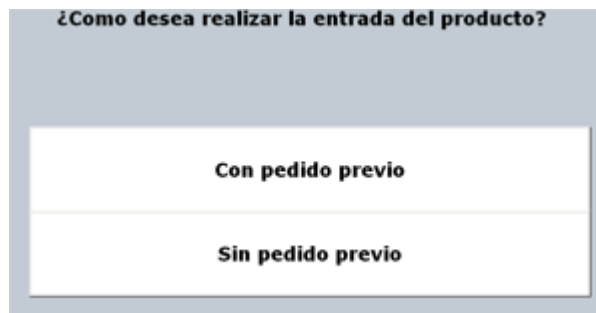 ¿Como desea realizar la entrada del producto?
Con pedido previo
Sin pedido previo